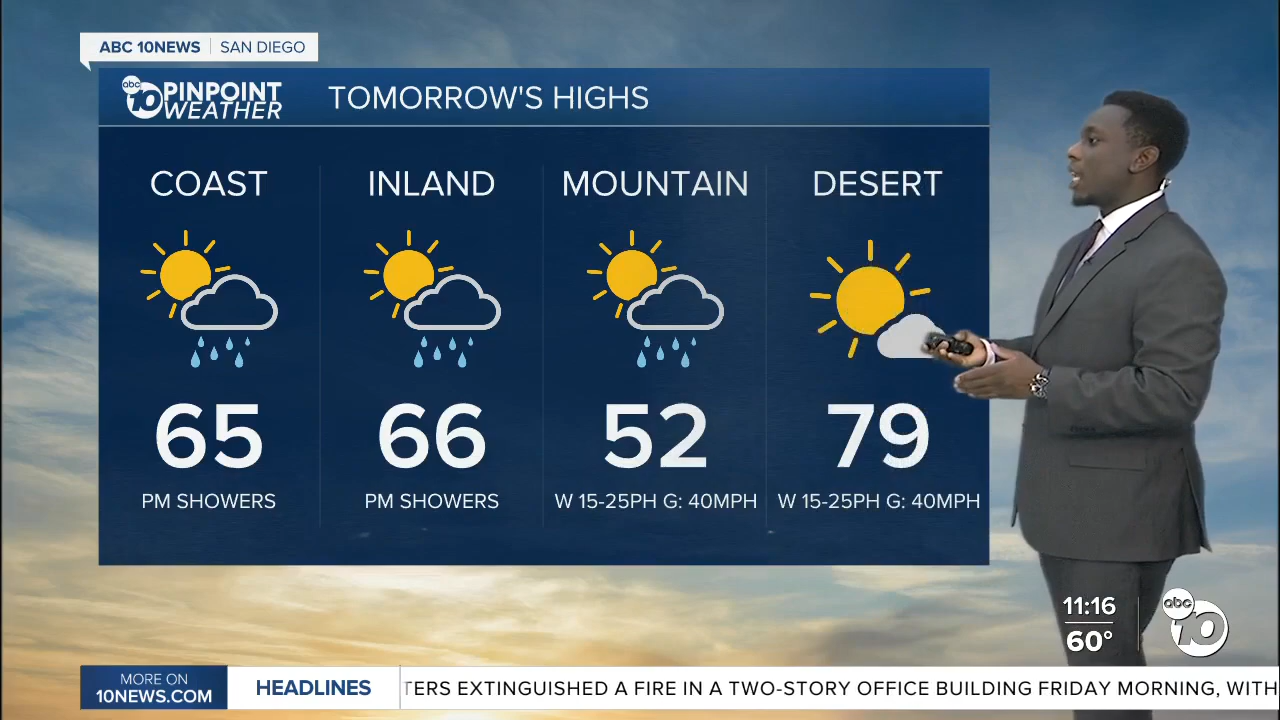 ABC 10NEWS | SAN DIEGO
abc 10 PINPOINT WEATHER
TOMORROW'S HIGHS
COAST
65
PM SHOWERS
INLAND
66
PM SHOWERS
MOUNTAIN
52
W 15-25PH G: 40MPH
DESERT
79
W 15-25PH G: 40MPH
11:16
60°
abc 10
MORE ON
10NEWS.COM
HEADLINES
TERS EXTINGUISHED A FIRE IN A TWO-STORY OFFICE BUILDING FRIDAY MORNING, WITH